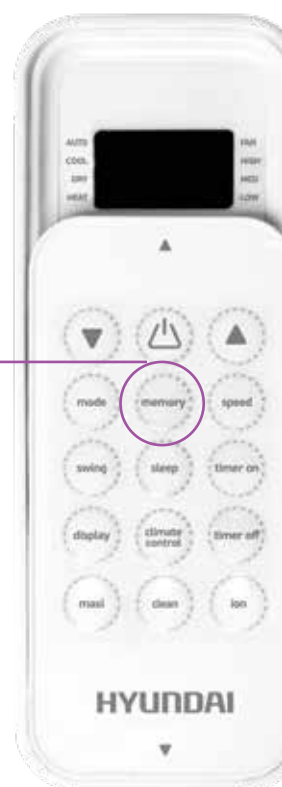 AUTO FAN
COOL HIGH
DRY MED
HEAT LOW
mode memory speed
swing sleep timer on
display climate control timer off
maxi clean ion
HYUNDAI